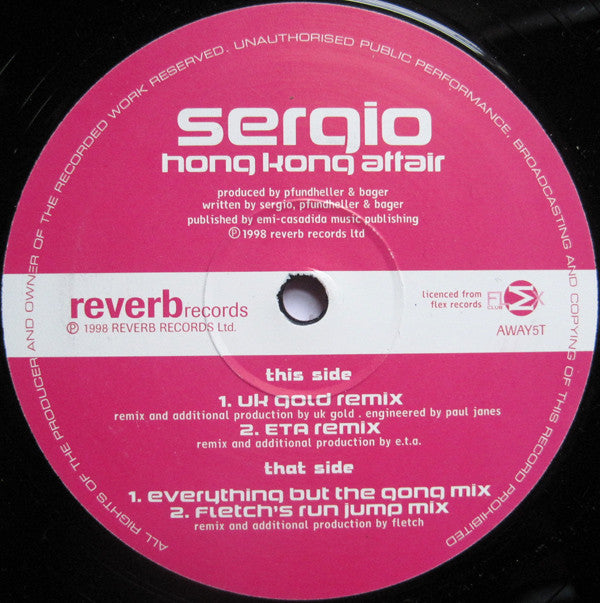 ALL RIGHTS OF THE PRODUCER AND OWNER OF THE RECORDED WORK RESERVED. UNAUTHORISED PUBLIC PERFORMANCE, BROADCASTING AND COPYING OF THIS RECORD PROHIBITED
sergio
hong kong affair
produced by pfundheller & bager
written by sergio, pfundheller & bager
published by emi-casadida music publishing
℗ 1998 reverb records ltd
reverb records
℗ 1998 REVERB RECORDS Ltd.
licenced from
flex records
FLEX
CLUB
AWAY5T
this side
1. UK GOLD REMIX
remix and additional production by uk gold . engineered by paul janes
2. ETA REMIX
remix and additional production by e.t.a.
that side
1. everything but the gong mix
2. Fletch's run jump mix
remix and additional production by fletch